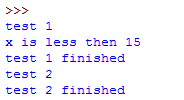 >>>
test 1
x is less then 15
test 1 finished
test 2
test 2 finished